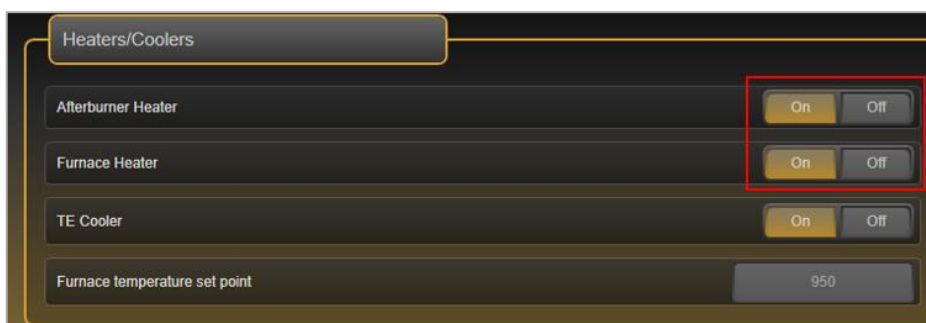 Heaters/Coolers
Afterburner Heater On Off
Furnace Heater On Off
TE Cooler On Off
Furnace temperature set point 950